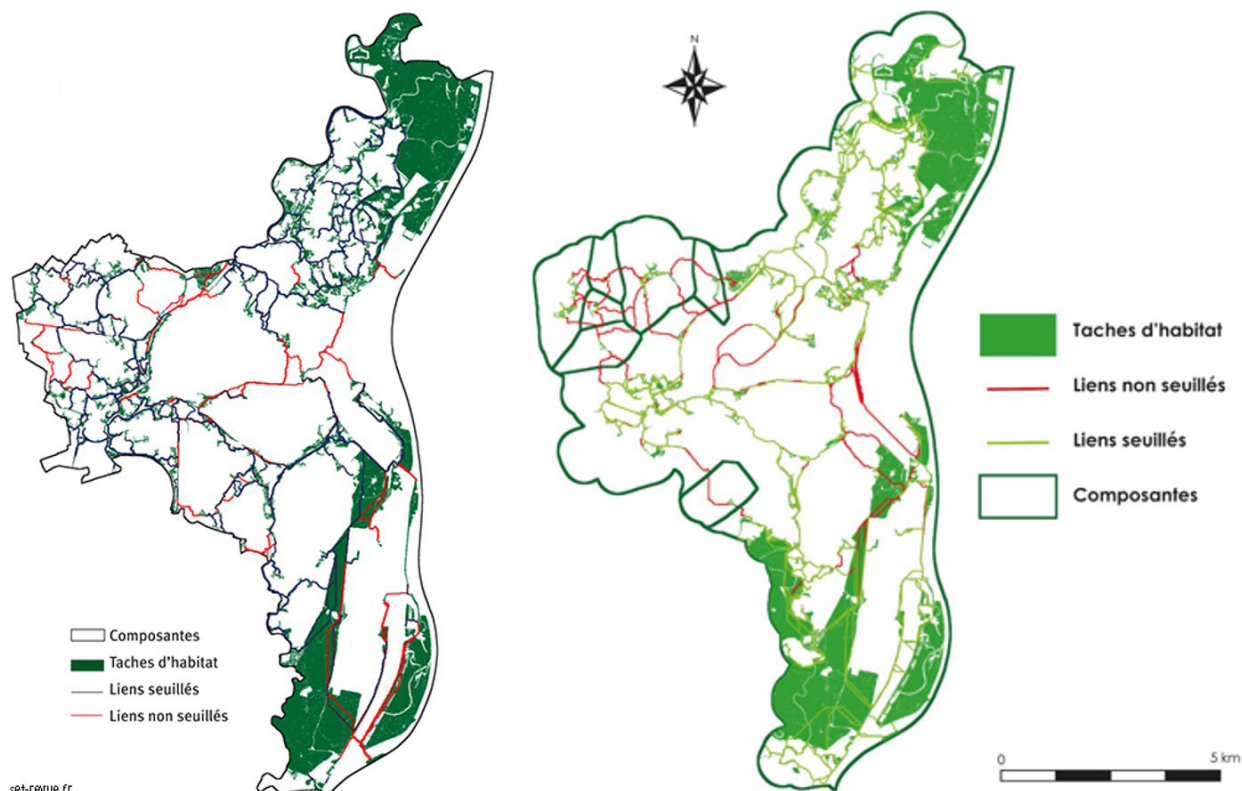 N
Composantes
Taches d'habitat
Liens seuillés
Liens non seuillés
set-revue.fr
Taches d'habitat
Liens non seuillés
Liens seuillés
Composantes
0 5 km